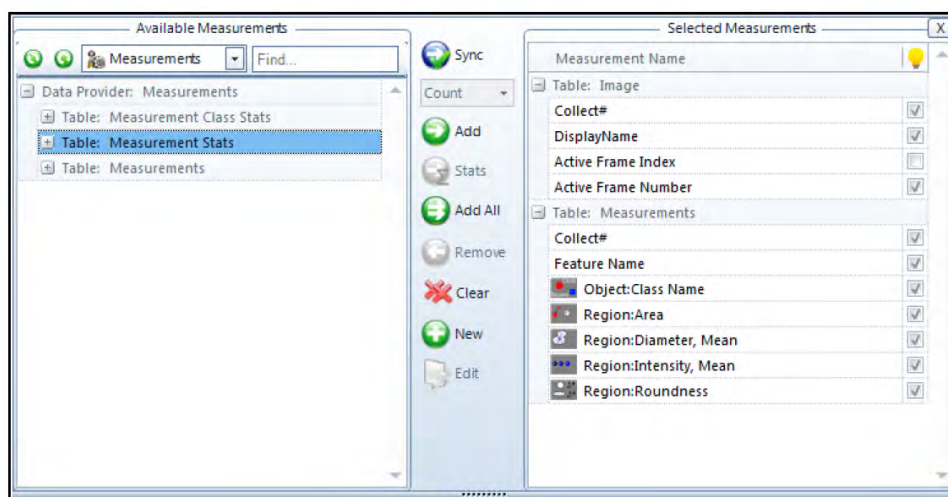 Available Measurements
Measurements
Find...
Data Provider: Measurements
Table: Measurement Class Stats
Table: Measurement Stats
Table: Measurements
Sync
Count
Add
Stats
Add All
Remove
Clear
New
Edit
Selected Measurements
X
Measurement Name
Table: Image
Collect#
DisplayName
Active Frame Index
Active Frame Number
Table: Measurements
Collect#
Feature Name
Object:Class Name
Region:Area
Region:Diameter, Mean
Region:Intensity, Mean
Region:Roundness